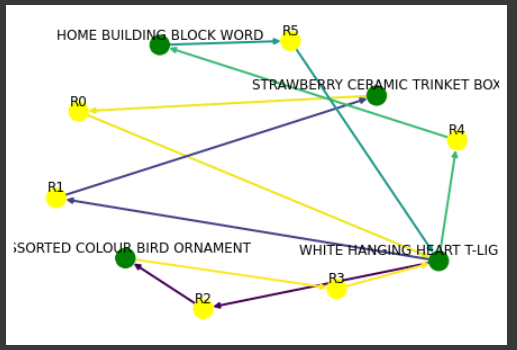 HOME BUILDING BLOCK WORD
R5
STRAWBERRY CERAMIC TRINKET BOX
R0
R4
R1
SSORTED COLOUR BIRD ORNAMENT
WHITE HANGING HEART T-LIG
R3
R2